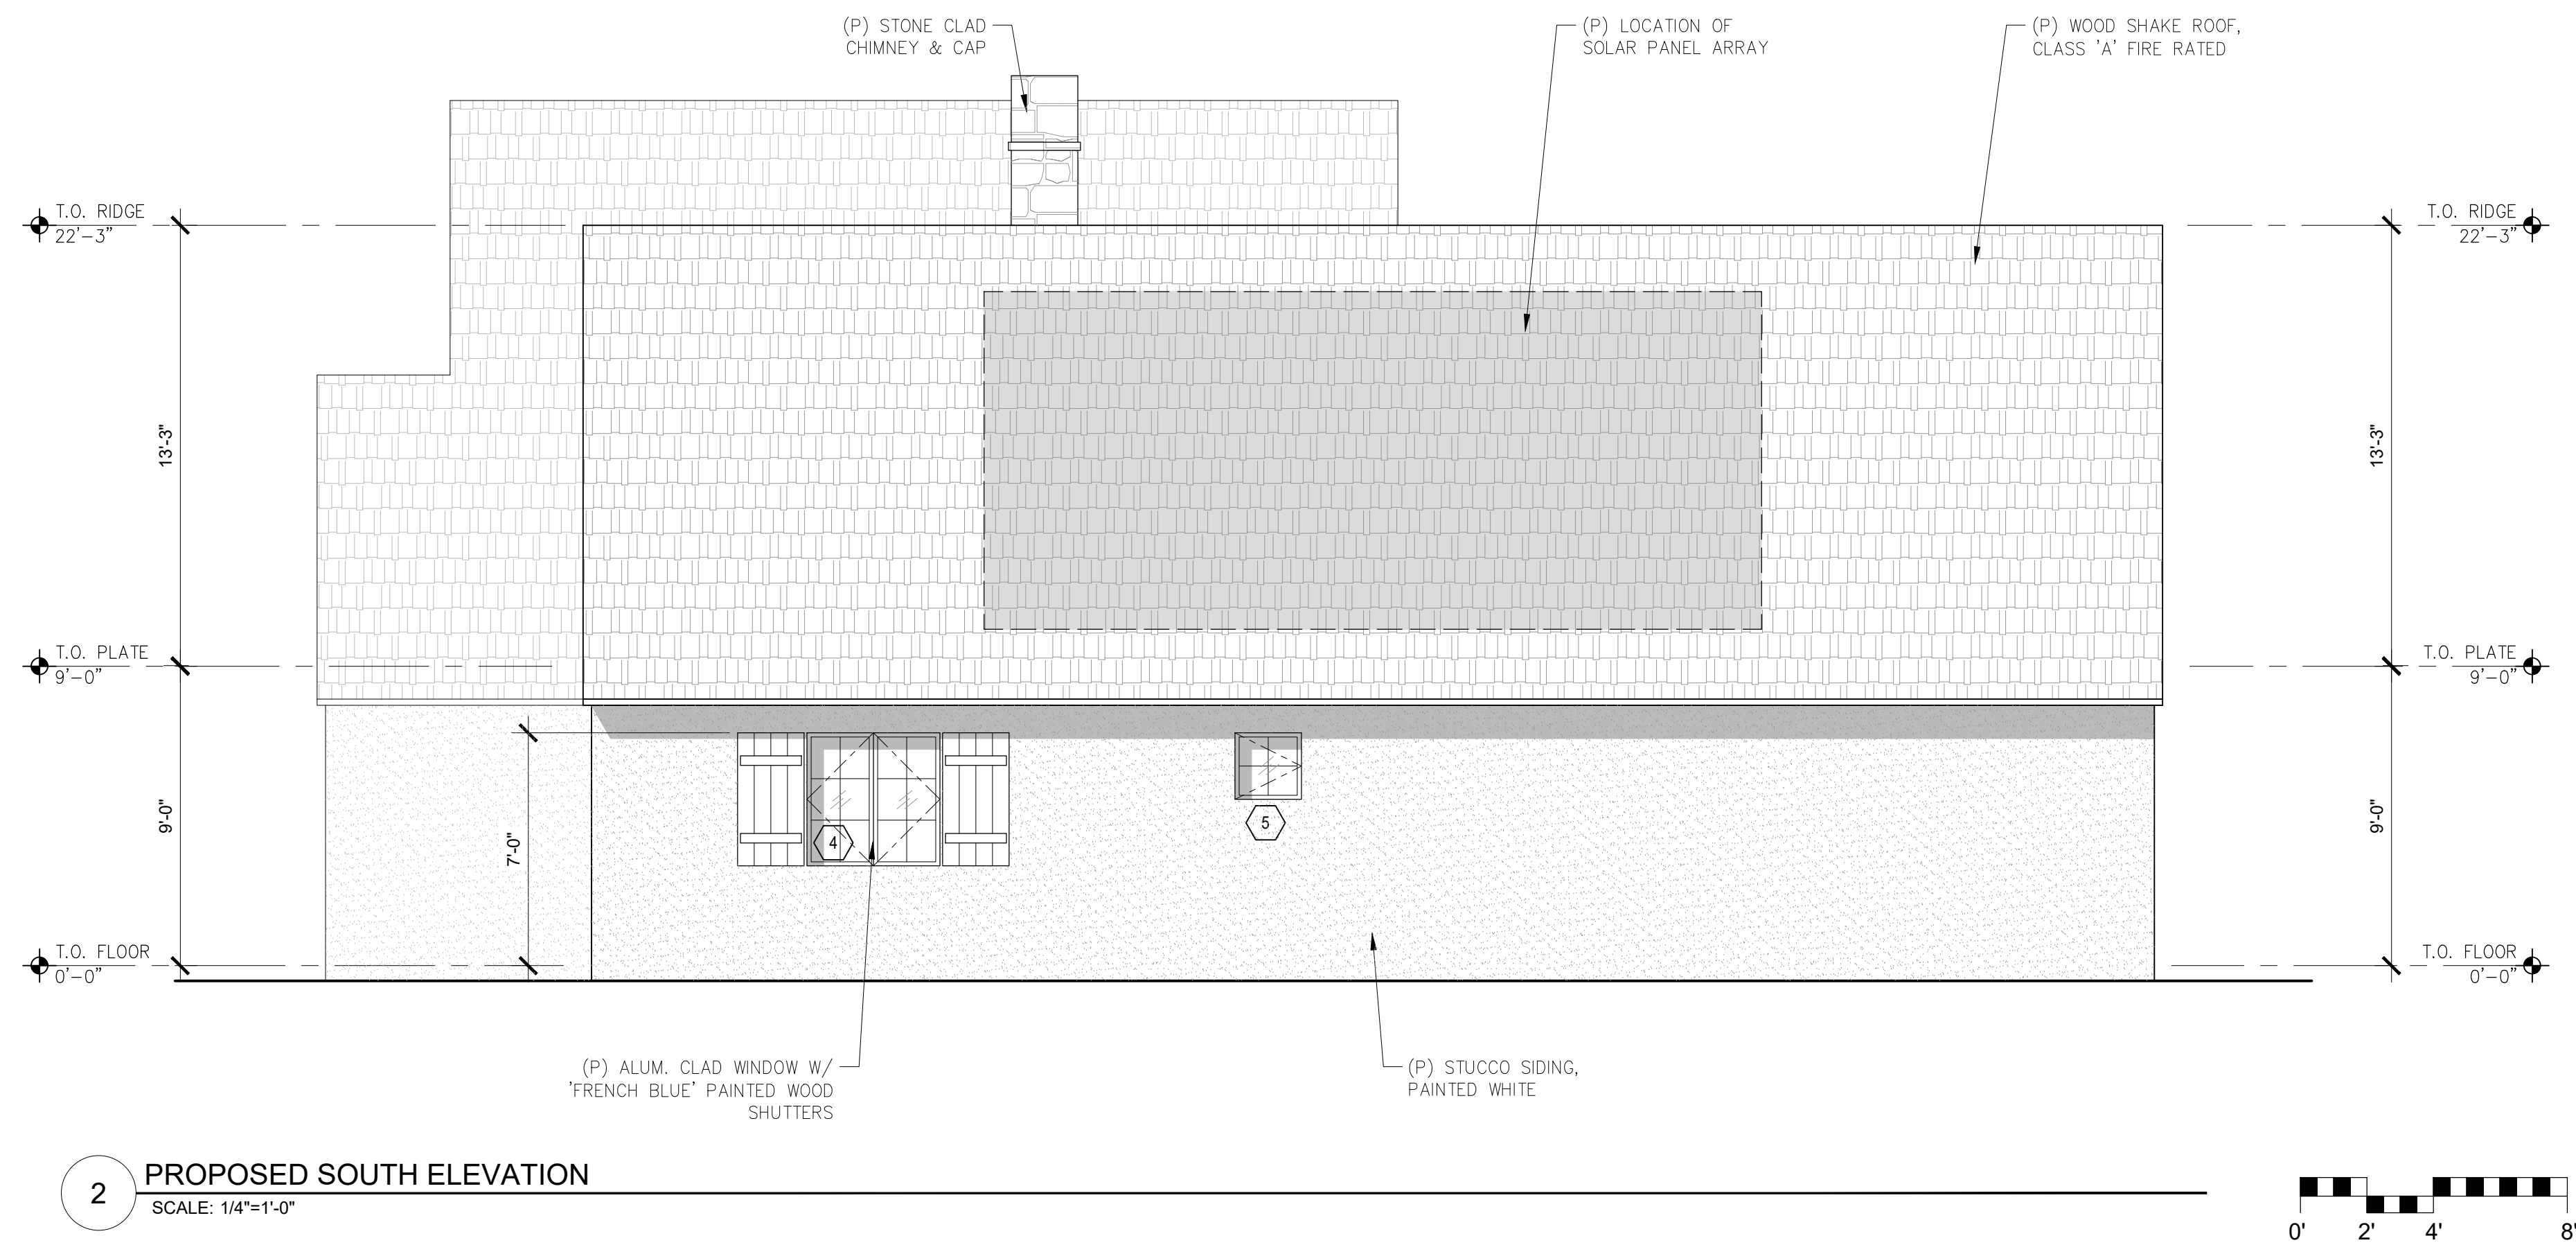 (P) STONE CLAD
CHIMNEY & CAP
(P) LOCATION OF
SOLAR PANEL ARRAY
(P) WOOD SHAKE ROOF,
CLASS 'A' FIRE RATED
T.O. RIDGE
22'-3"
T.O. RIDGE
22'-3"
13'-3"
13'-3"
T.O. PLATE
9'-0"
T.O. PLATE
9'-0"
9'-0"
7'-0"
4
5
9'-0"
T.O. FLOOR
0'-0"
T.O. FLOOR
0'-0"
(P) ALUM. CLAD WINDOW W/
'FRENCH BLUE' PAINTED WOOD
SHUTTERS
(P) STUCCO SIDING,
PAINTED WHITE
2
PROPOSED SOUTH ELEVATION
SCALE: 1/4"=1'-0"
0' 2' 4' 8'